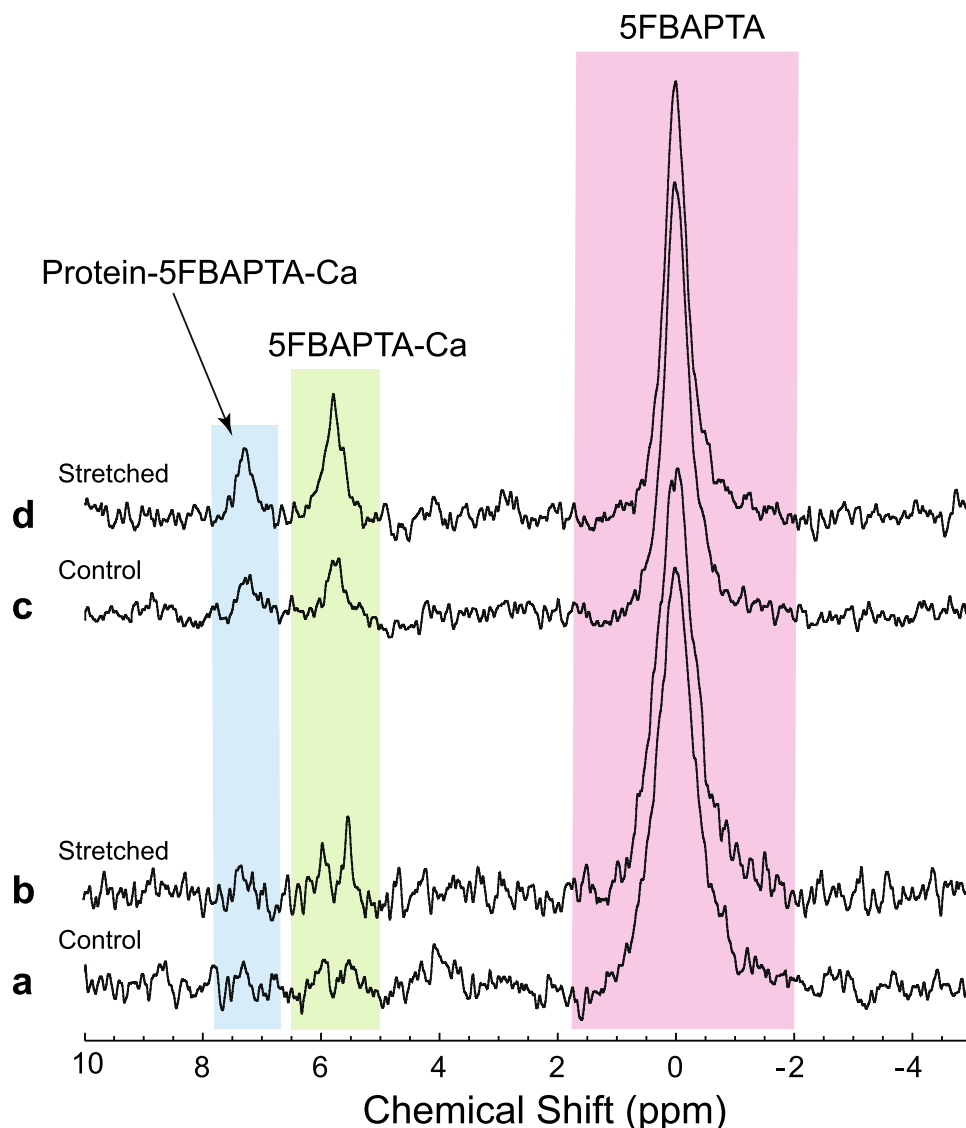 5FBAPTA
Protein-5FBAPTA-Ca
5FBAPTA-Ca
Stretched
d
Control
c
Stretched
b
Control
a
10 8 6 4 2 0 -2 -4
Chemical Shift (ppm)